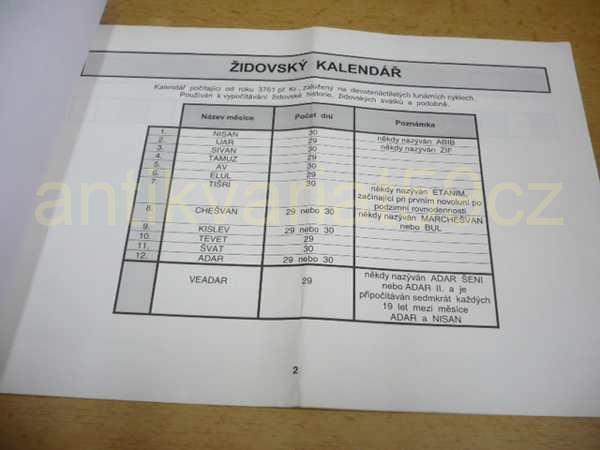 ŽIDOVSKÝ KALENDÁŘ
Kalendář počítající od roku 3761 př.Kr., založený na devatenáctiletých lunárních cyklech.
Používán k vypočítávání židovské historie, židovských svátků a podobně.
Název měsíce Počet dnů Poznámka
1. NISAN 30 někdy nazýván ABIB
2. IJAR 29 někdy nazýván ZIF
3. SIVAN 30
4. TAMUZ 29
5. AV 30
6. ELUL 29
7. TIŠRI 30 někdy nazýván ETANIM,
začínající při prvním novoluní po
podzimní rovnodennosti
8. CHEŠVAN 29 nebo 30 někdy nazýván MARCHEŠVAN
nebo BUL
9. KISLEV 29 nebo 30
10. TEVET 29
11. ŠVAT 30
12. ADAR 29 nebo 30
VEADAR 29 někdy nazýván ADAR ŠENI
nebo ADAR II. a je
připočítáván sedmkrát každých
19 let mezi měsíce
ADAR a NISAN
2
antikvariat59cz